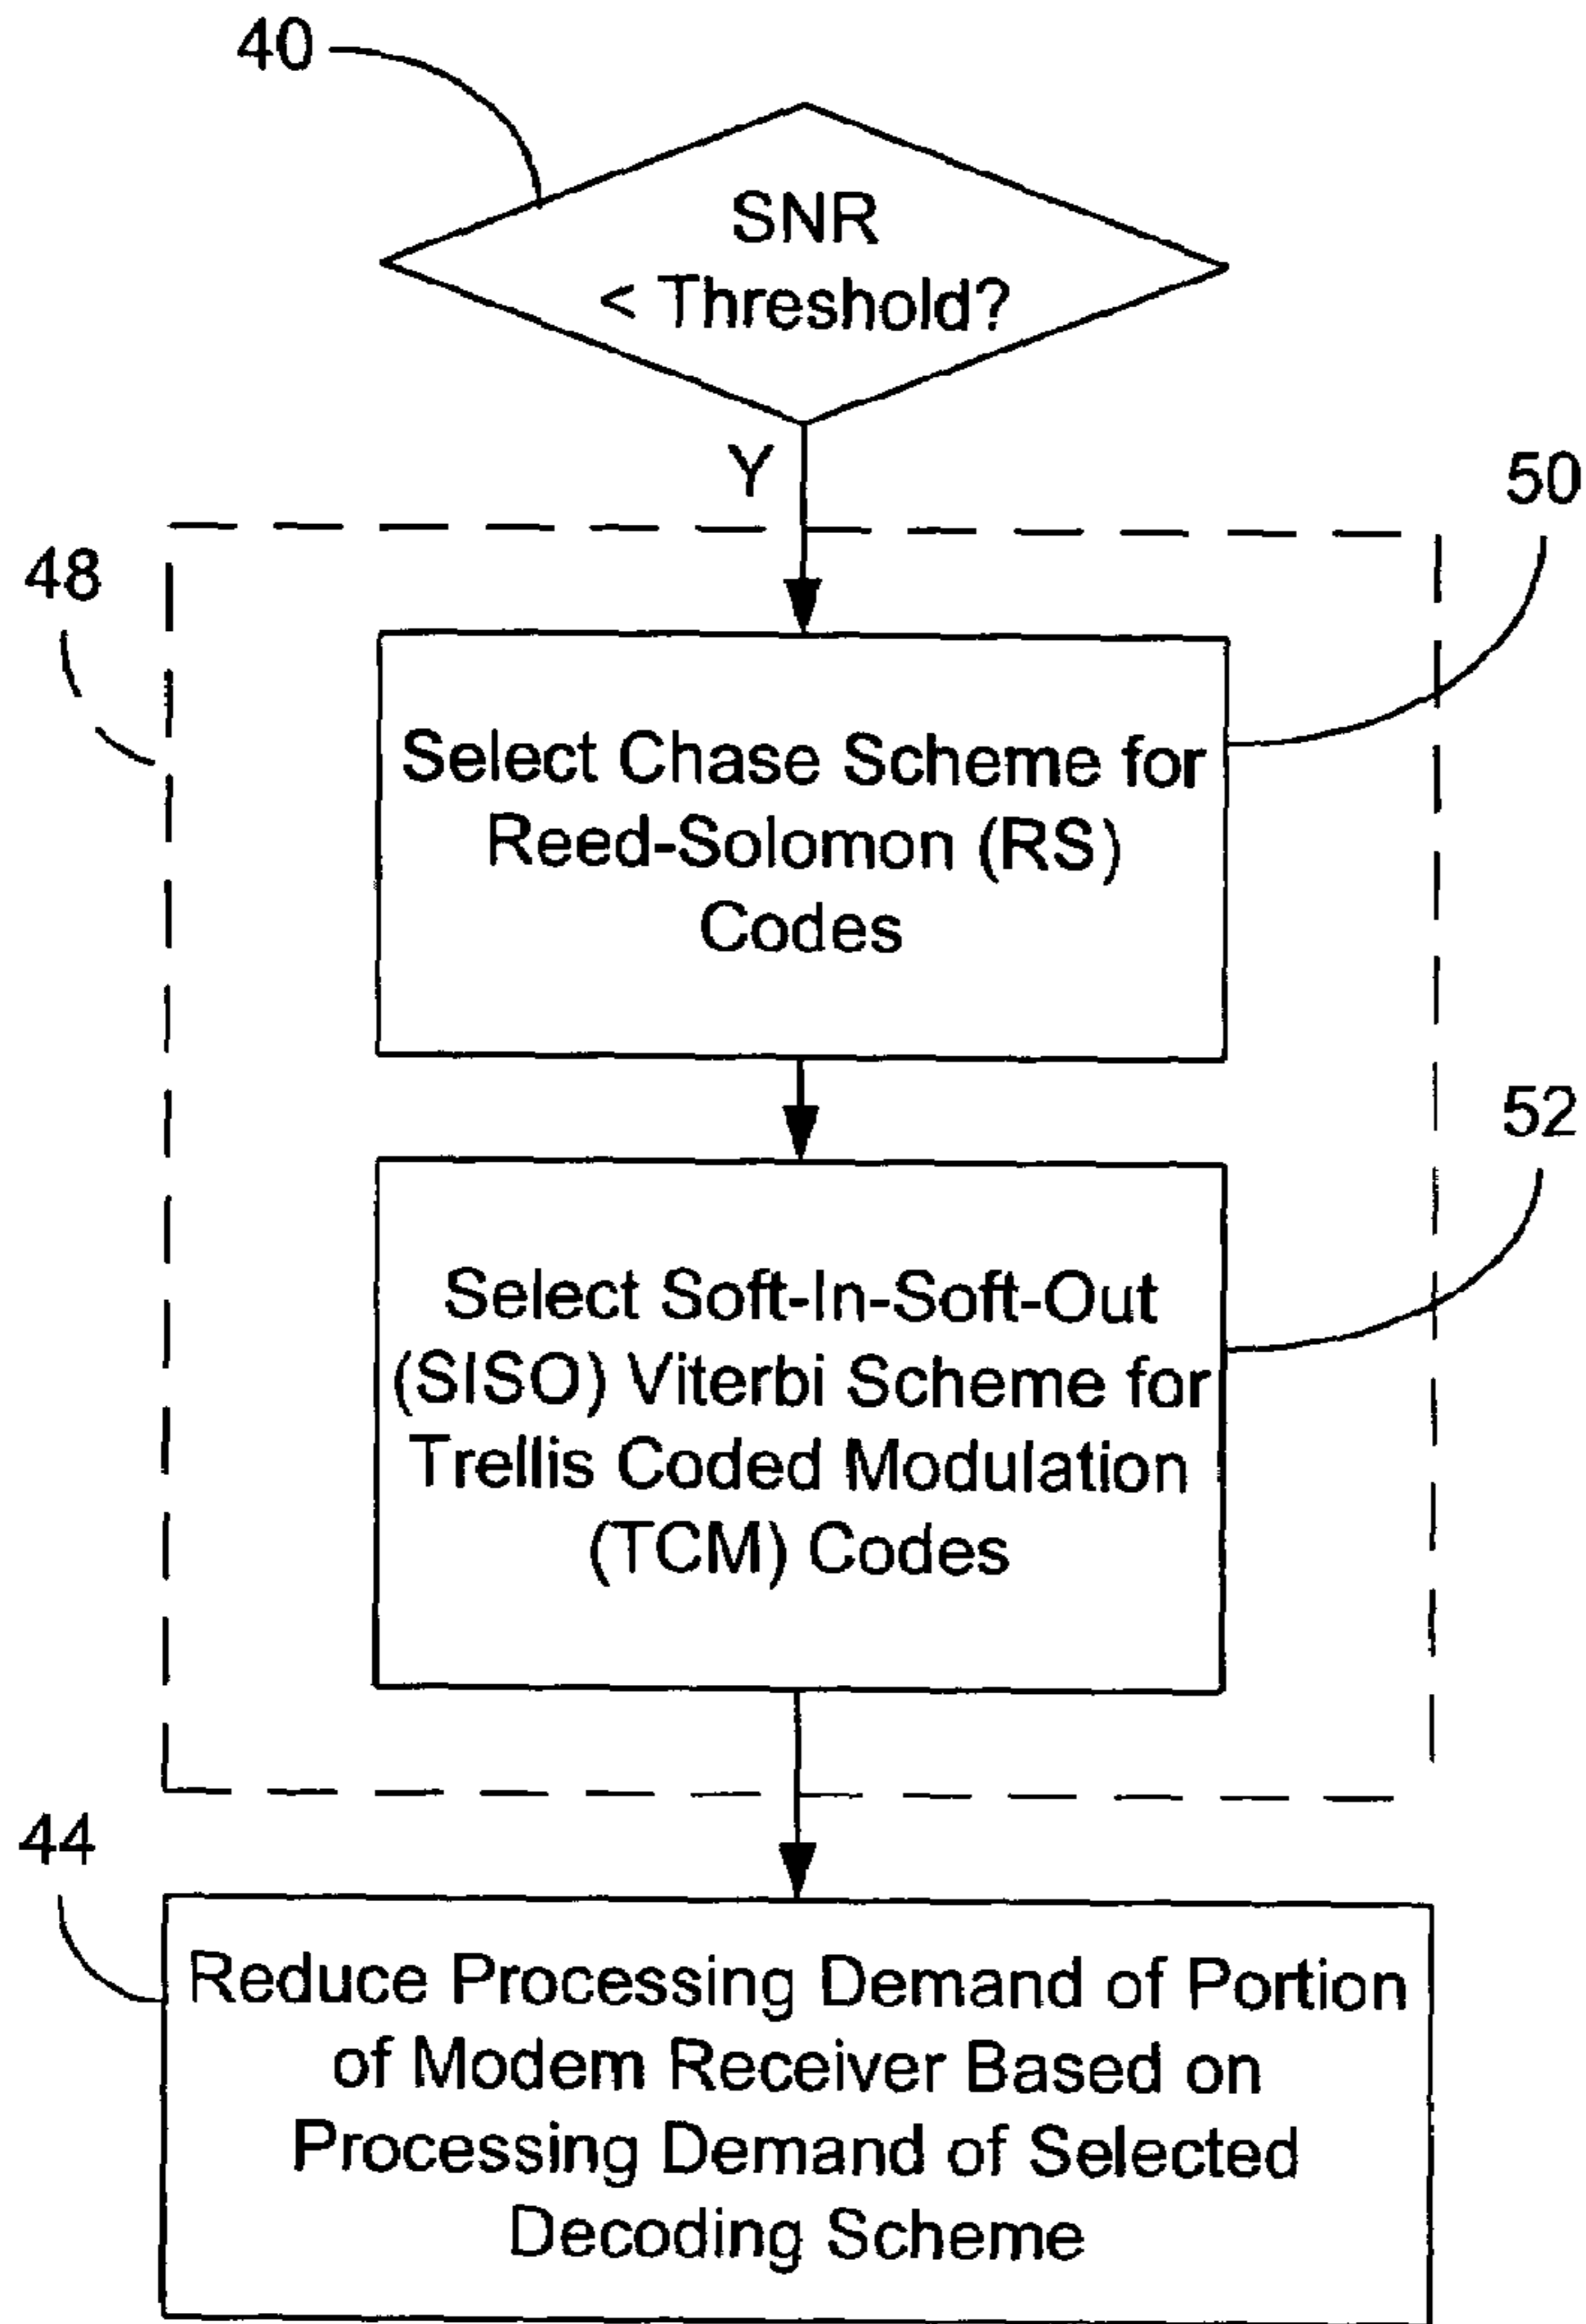 40
SNR
< Threshold?
Y
50
48
Select Chase Scheme for
Reed-Solomon (RS)
Codes
52
Select Soft-In-Soft-Out
(SISO) Viterbi Scheme for
Trellis Coded Modulation
(TCM) Codes
44
Reduce Processing Demand of Portion
of Modem Receiver Based on
Processing Demand of Selected
Decoding Scheme